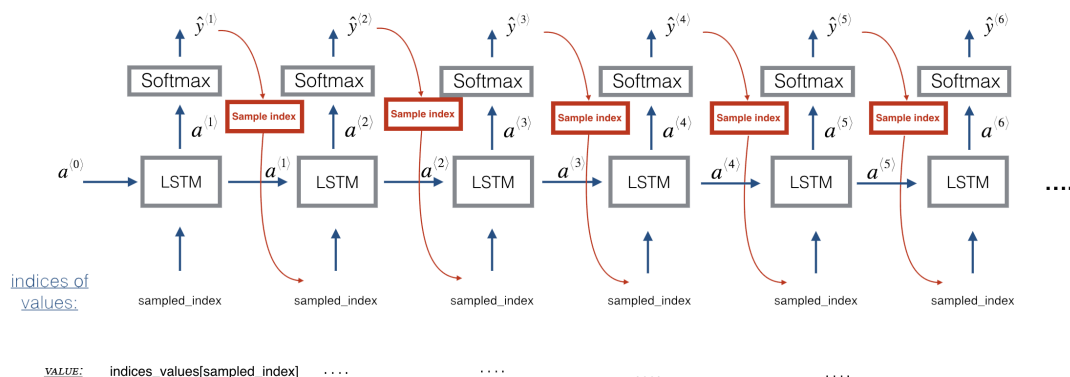 ŷ⟨1⟩ ŷ⟨2⟩ ŷ⟨3⟩ ŷ⟨4⟩ ŷ⟨5⟩ ŷ⟨6⟩
Softmax Softmax Softmax Softmax Softmax Softmax
Sample index Sample index Sample index Sample index Sample index
a⟨1⟩ a⟨2⟩ a⟨3⟩ a⟨4⟩ a⟨5⟩ a⟨6⟩
a⟨0⟩ a⟨1⟩ a⟨2⟩ a⟨3⟩ a⟨4⟩ a⟨5⟩
LSTM LSTM LSTM LSTM LSTM LSTM ....
indices of
values:
sampled_index sampled_index sampled_index sampled_index sampled_index sampled_index
VALUE: indices_values[sampled_index] .... .... .... ....